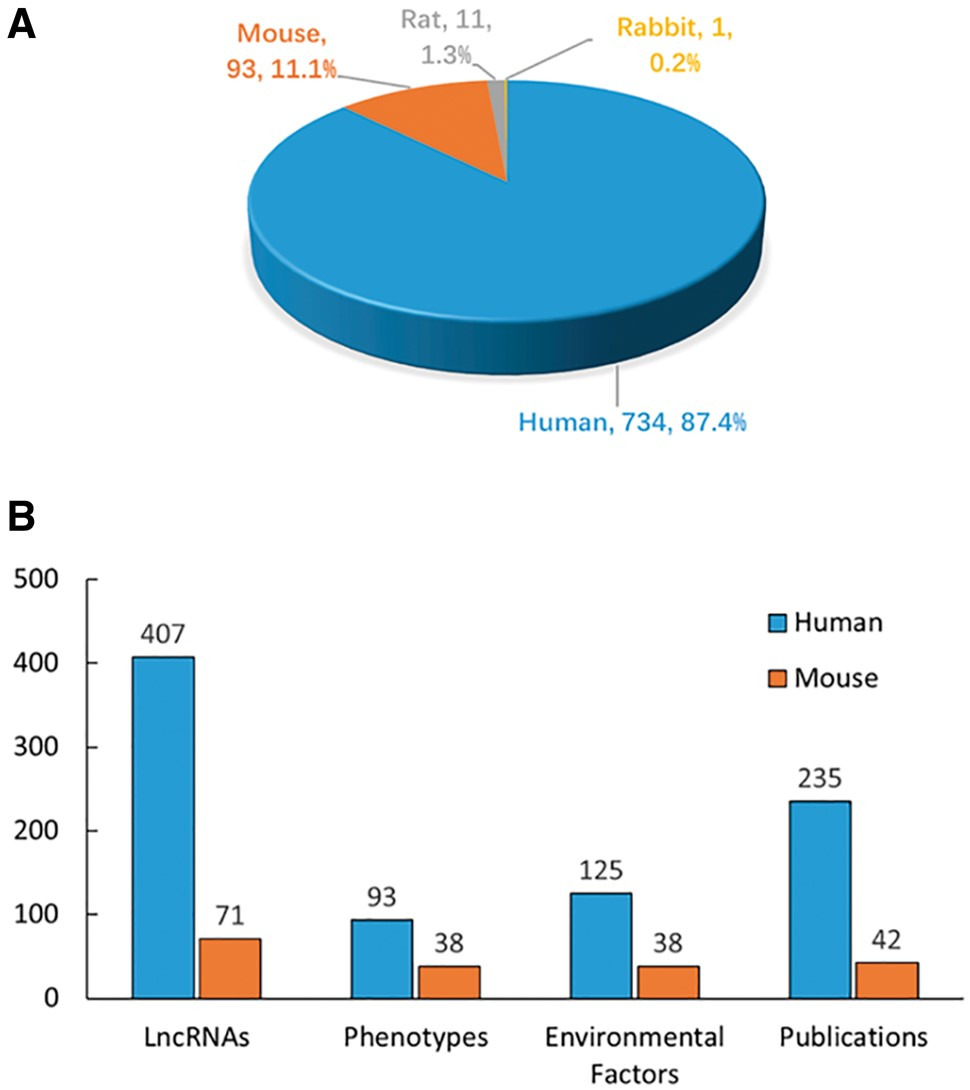 A
Mouse,
93, 11.1%
Rat, 11,
1.3%
Rabbit, 1,
0.2%
Human, 734, 87.4%
B
500
400
300
200
100
0
407
71
93
38
125
38
235
42
Human
Mouse
LncRNAs
Phenotypes
Environmental
Factors
Publications